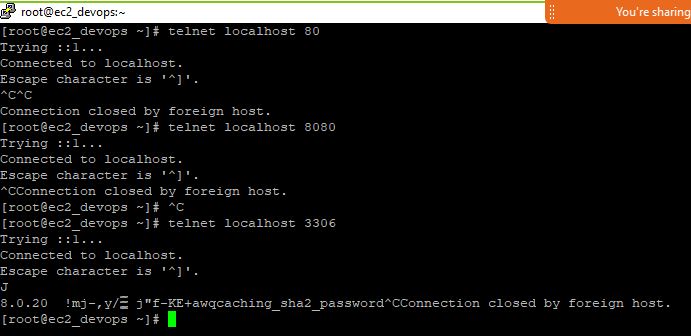 root@ec2_devops:~
You're sharing
[root@ec2_devops ~]# telnet localhost 80
Trying ::1...
Connected to localhost.
Escape character is '^]'.
^C^C
Connection closed by foreign host.
[root@ec2_devops ~]# telnet localhost 8080
Trying ::1...
Connected to localhost.
Escape character is '^]'.
^CConnection closed by foreign host.
[root@ec2_devops ~]# ^C
[root@ec2_devops ~]# telnet localhost 3306
Trying ::1...
Connected to localhost.
Escape character is '^]'.
J
8.0.20 !mj-,y/ j"f-KE+awqcaching_sha2_password^CConnection closed by foreign host.
[root@ec2_devops ~]#